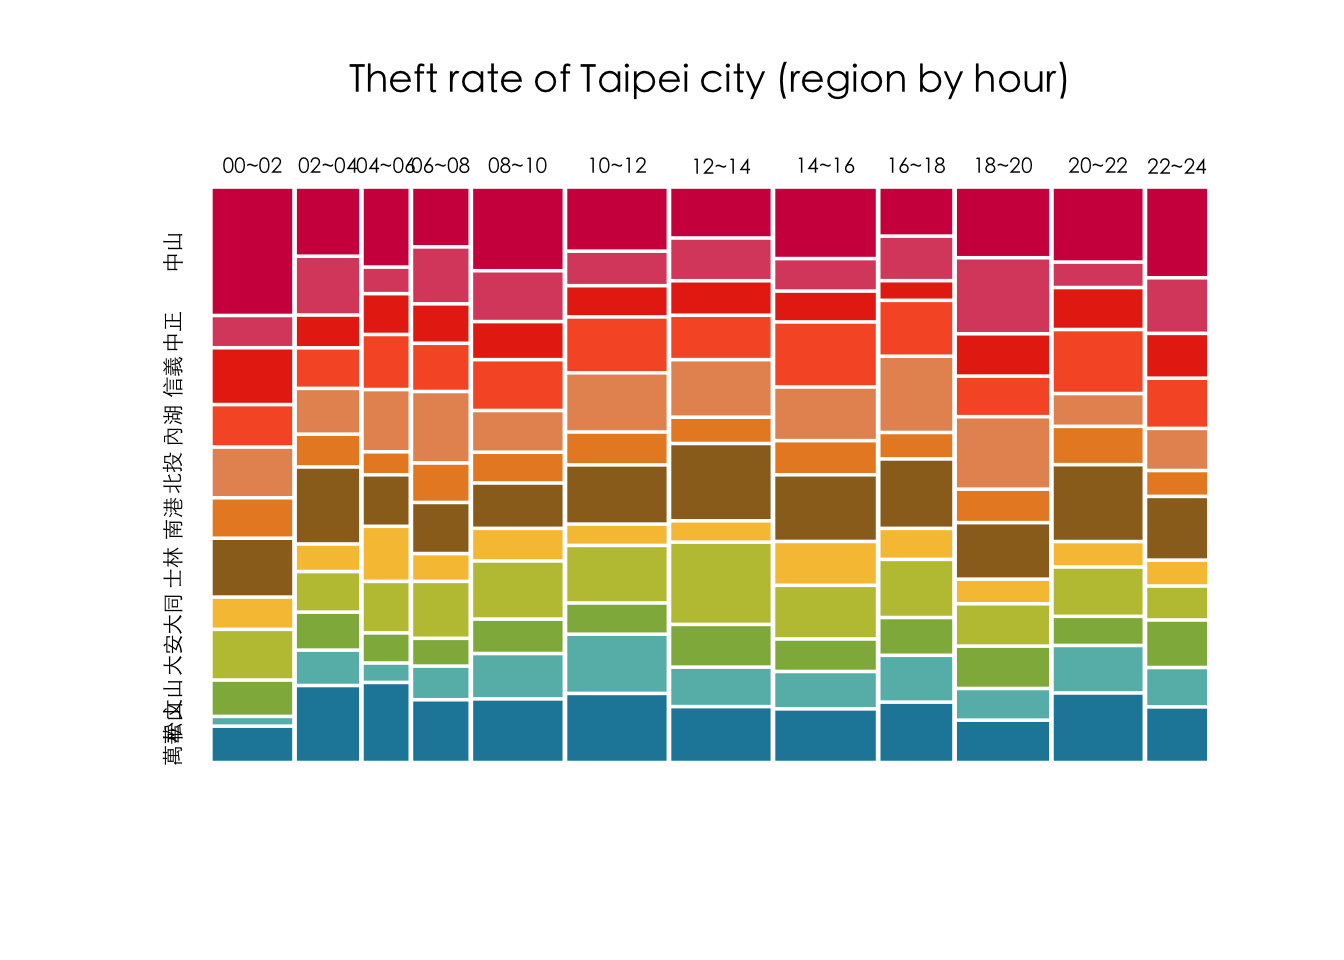 Theft rate of Taipei city (region by hour)
00~02 02~04 04~06 06~08 08~10 10~12 12~14 14~16 16~18 18~20 20~22 22~24
中山
中正
信義
內湖
北投
南港
士林
大同
大安
文山
松山
萬華